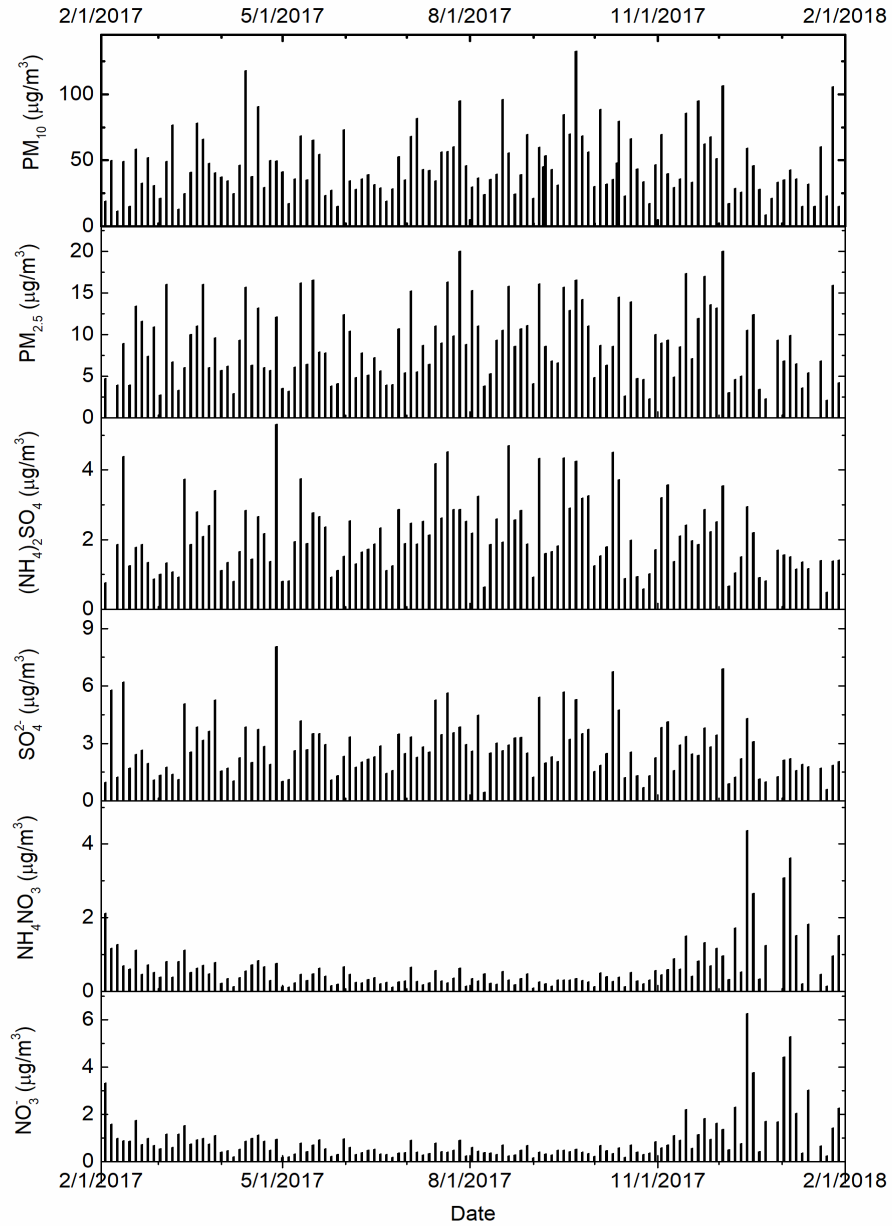 2/1/2017 5/1/2017 8/1/2017 11/1/2017 2/1/2018
PM10 (μg/m3)
100
50
0
PM2.5 (μg/m3)
20
15
10
5
0
(NH4)2SO4 (μg/m3)
4
2
0
SO42- (μg/m3)
9
6
3
0
NH4NO3 (μg/m3)
4
2
0
NO3- (μg/m3)
6
4
2
0
2/1/2017 5/1/2017 8/1/2017 11/1/2017 2/1/2018
Date